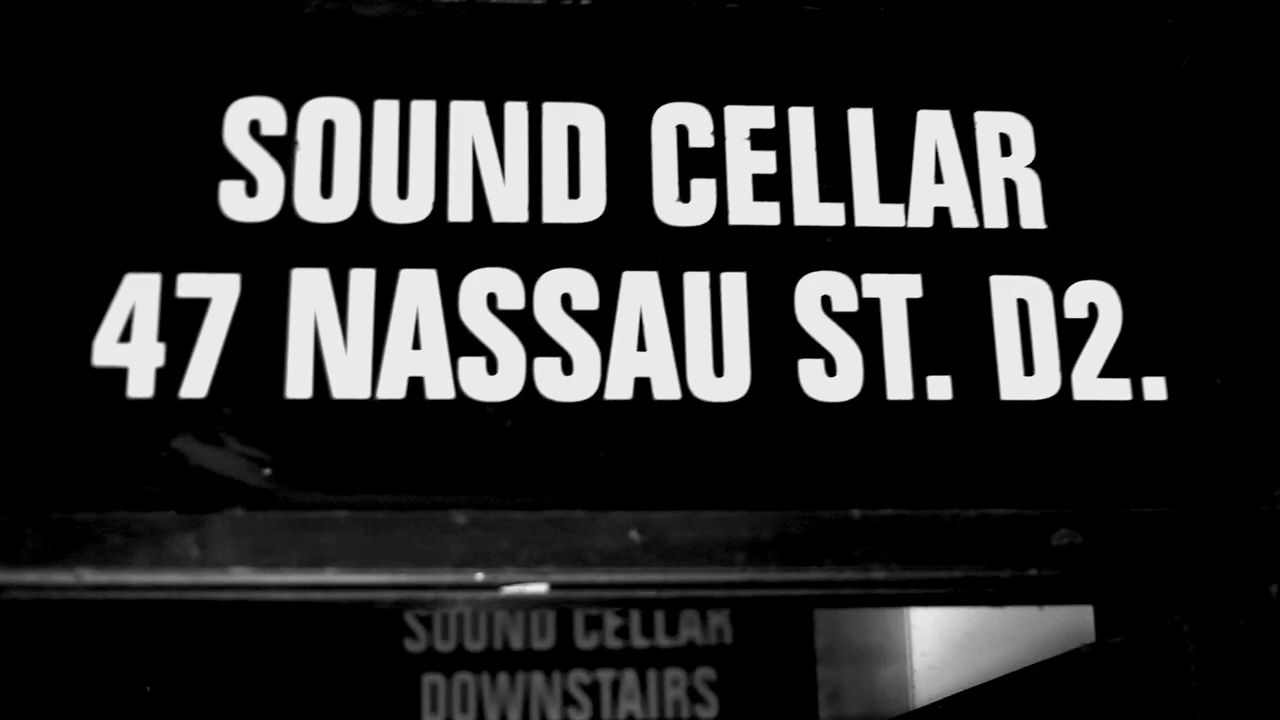 SOUND CELLAR
47 NASSAU ST. D2.
SOUND CELLAR
DOWNSTAIRS